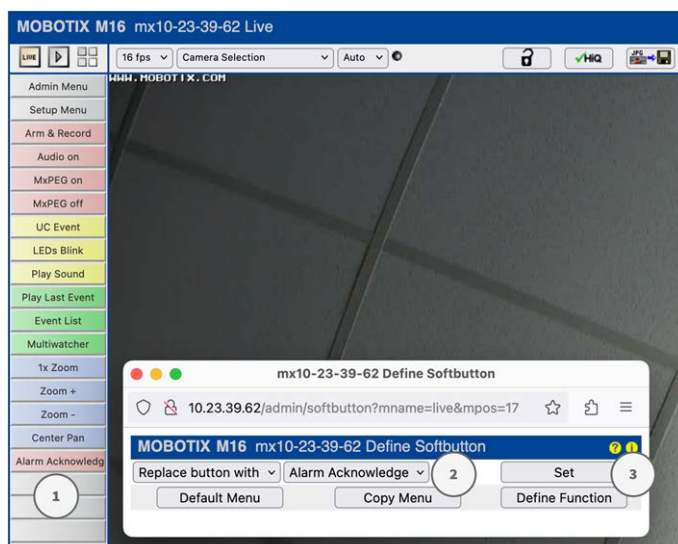 MOBOTIX M16 mx10-23-39-62 Live
LIVE
16 fps Camera Selection Auto HiQ JPG
WWW.MOBOTIX.COM
Admin Menu
Setup Menu
Arm & Record
Audio on
MxPEG on
MxPEG off
UC Event
LEDs Blink
Play Sound
Play Last Event
Event List
Multiwatcher
1x Zoom
Zoom +
Zoom -
Center Pan
Alarm Acknowledg
1
mx10-23-39-62 Define Softbutton
10.23.39.62/admin/softbutton?mname=live&mpos=17
MOBOTIX M16 mx10-23-39-62 Define Softbutton ? i
Replace button with Alarm Acknowledge 2 Set 3
Default Menu Copy Menu Define Function